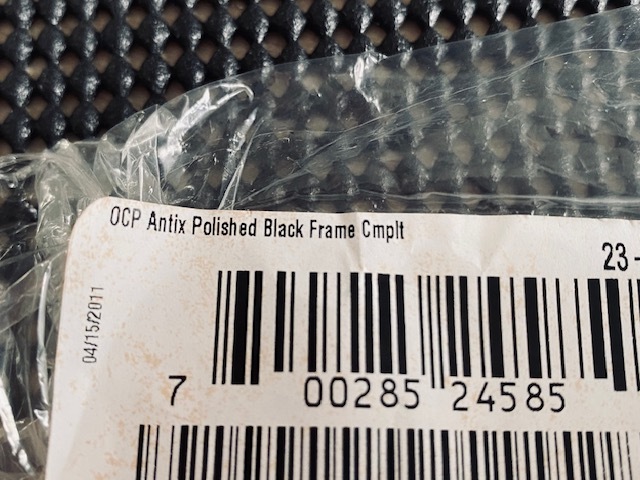 OCP Antix Polished Black Frame Cmplt
23-
04/15/2011
7 00285 24585